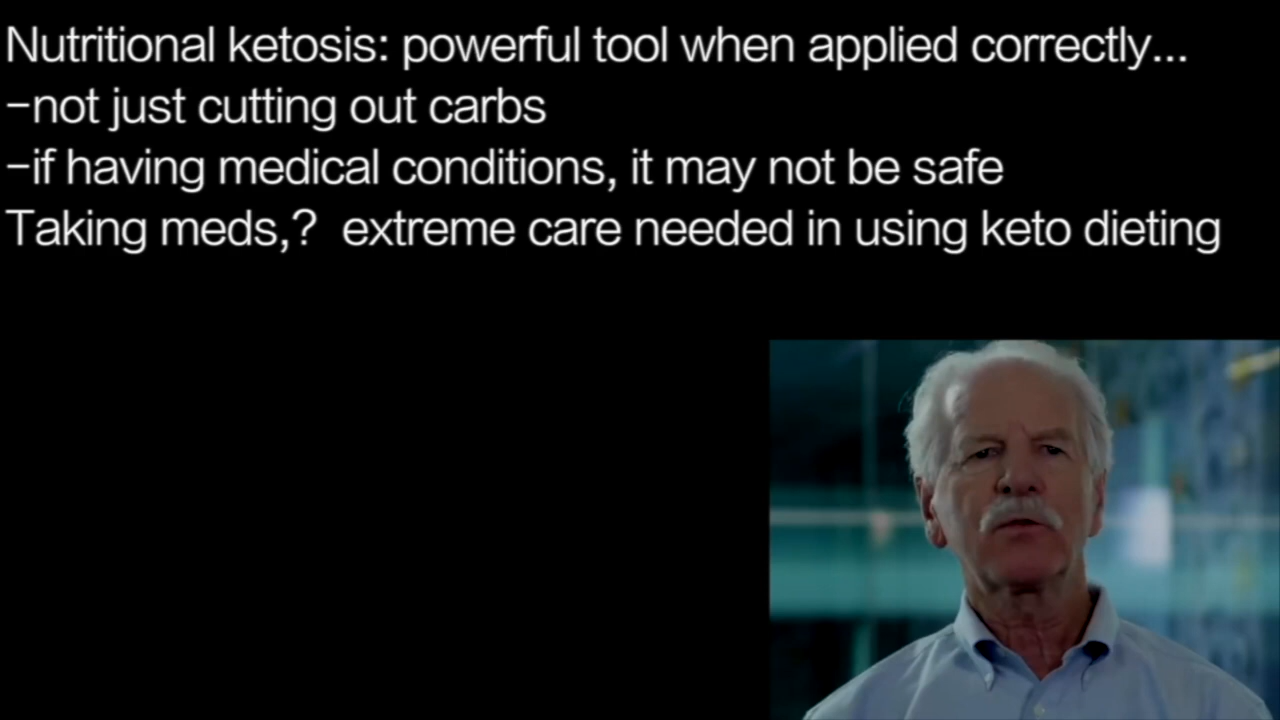 Nutritional ketosis: powerful tool when applied correctly...
-not just cutting out carbs
-if having medical conditions, it may not be safe
Taking meds,?  extreme care needed in using keto dieting